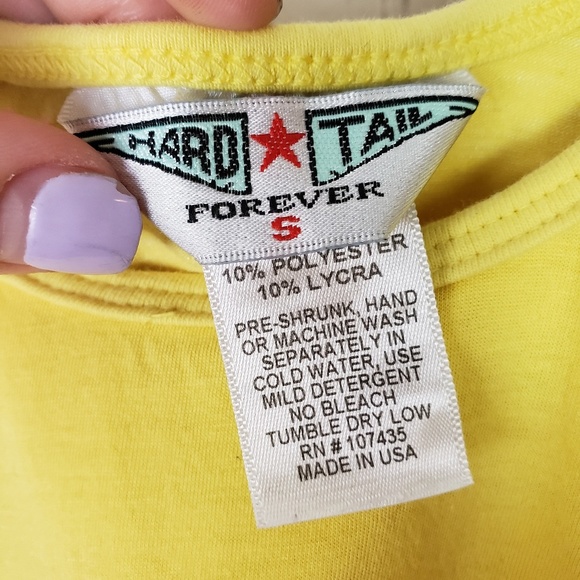 HARD TAIL
FOREVER
S
10% POLYESTER
10% LYCRA
PRE-SHRUNK, HAND
OR MACHINE WASH
SEPARATELY IN
COLD WATER, USE
MILD DETERGENT
NO BLEACH
TUMBLE DRY LOW
RN # 107435
MADE IN USA